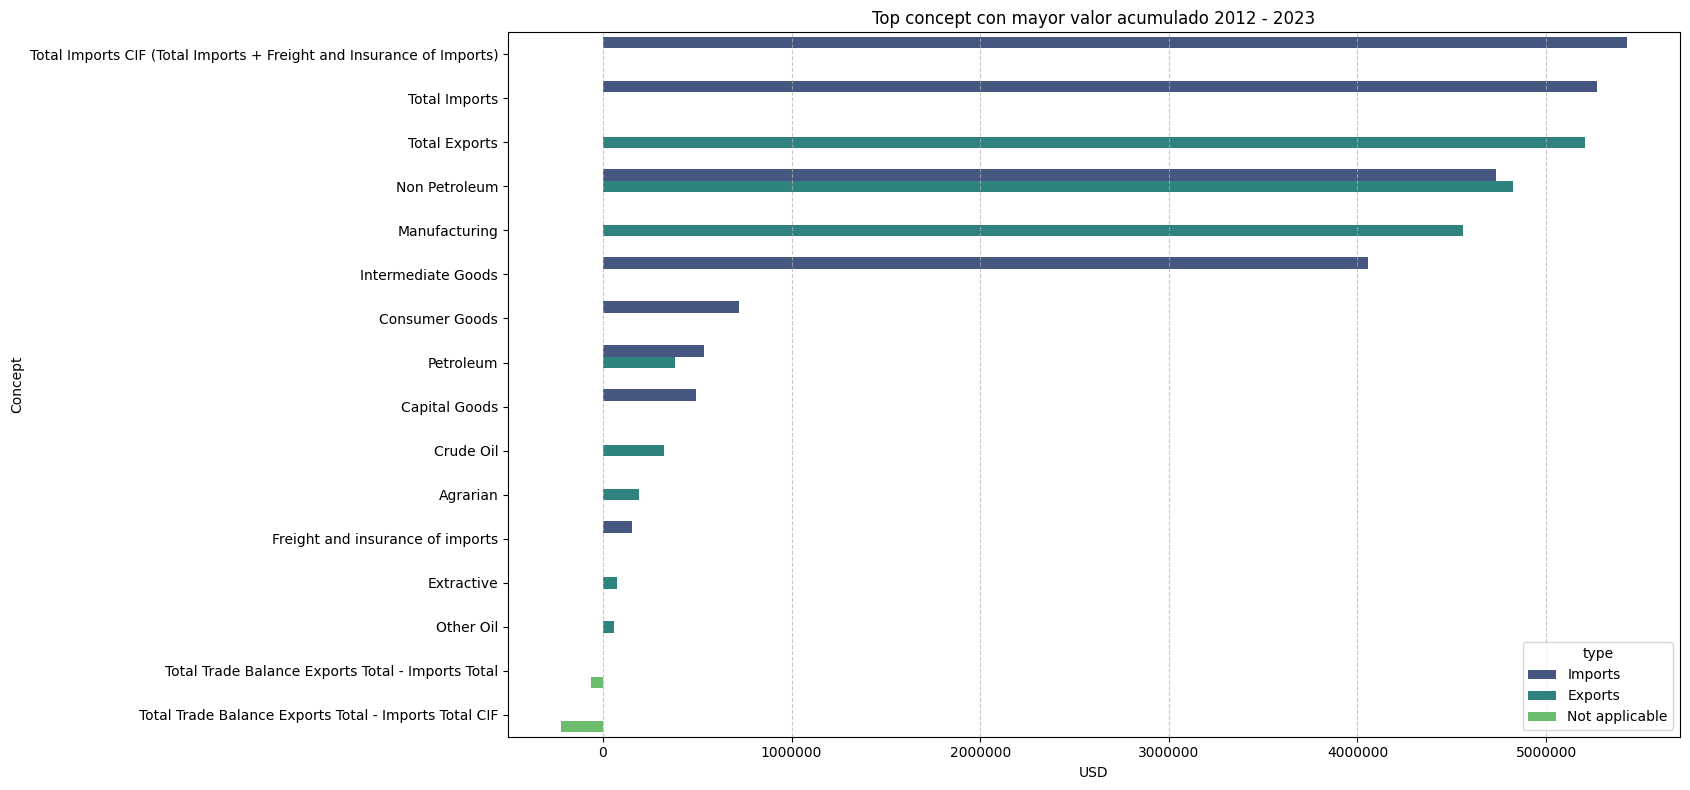 Top concept con mayor valor acumulado 2012 - 2023
Concept
Total Imports CIF (Total Imports + Freight and Insurance of Imports)
Total Imports
Total Exports
Non Petroleum
Manufacturing
Intermediate Goods
Consumer Goods
Petroleum
Capital Goods
Crude Oil
Agrarian
Freight and insurance of imports
Extractive
Other Oil
Total Trade Balance Exports Total - Imports Total
Total Trade Balance Exports Total - Imports Total CIF
type
Imports
Exports
Not applicable
0 1000000 2000000 3000000 4000000 5000000
USD